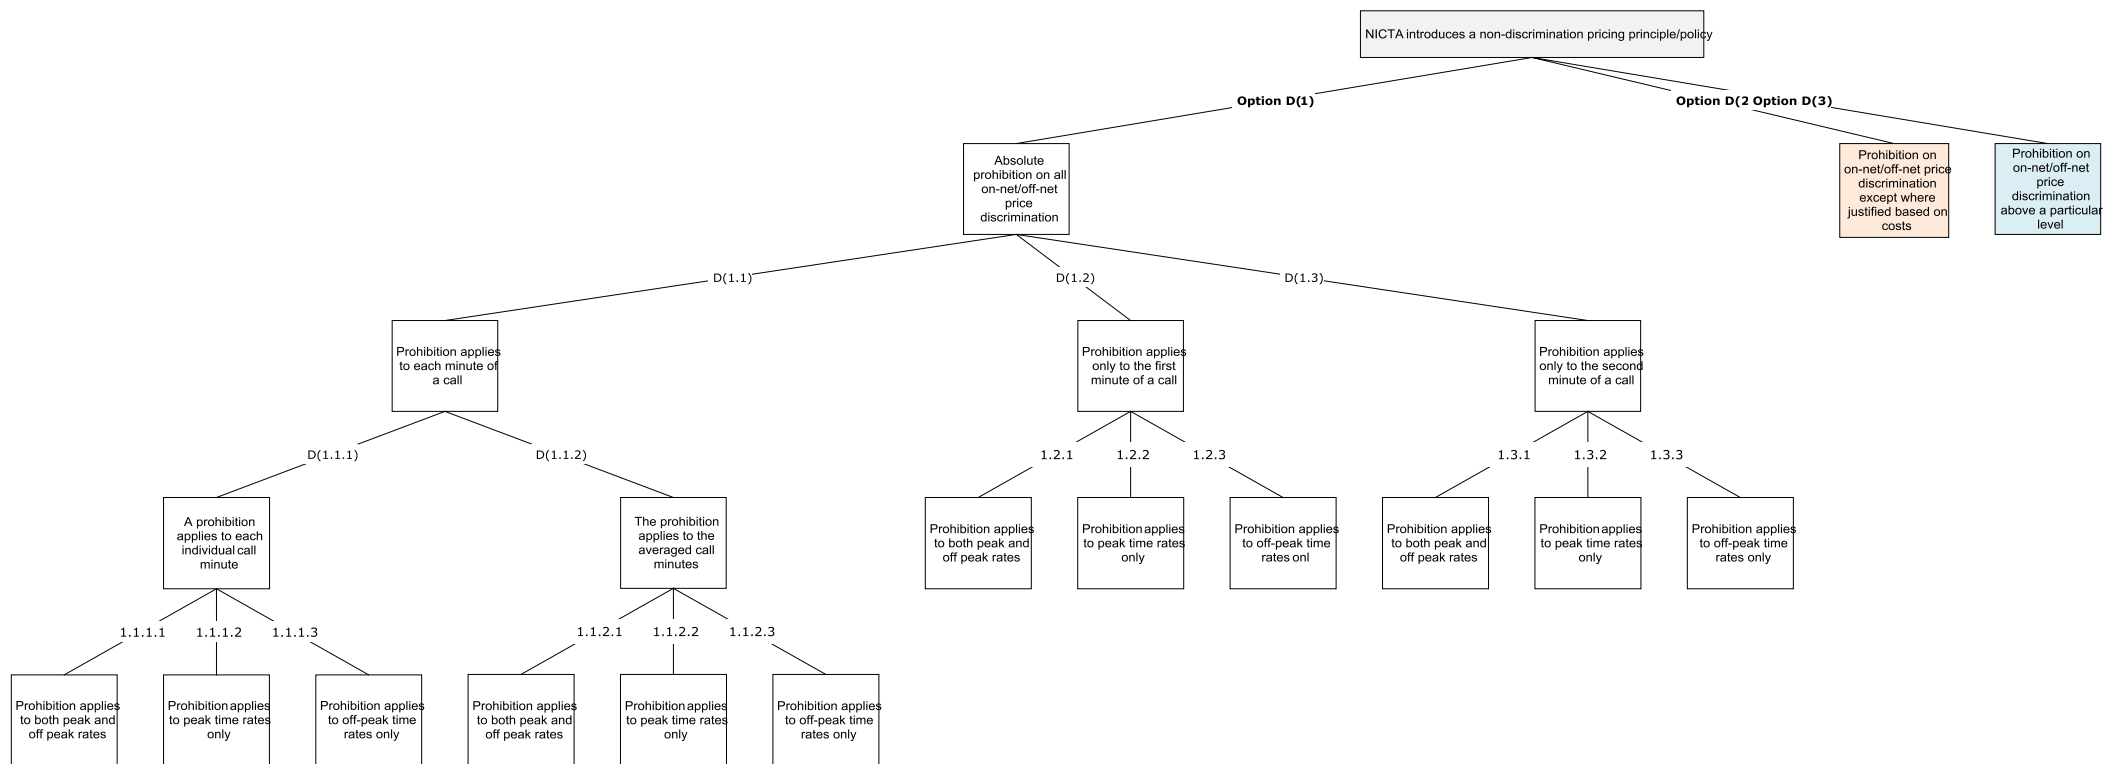 NICTA introduces a non-discrimination pricing principle/policy
Option D(1)
Option D(2
Option D(3)
Absolute
prohibition on all
on-net/off-net
price
discrimination
Prohibition on
on-net/off-net price
discrimination
except where
justified based on
costs
Prohibition on
on-net/off-net
price
discrimination
above a particular
level
D(1.1)
D(1.2)
D(1.3)
Prohibition applies
to each minute of
a call
Prohibition applies
only to the first
minute of a call
Prohibition applies
only to the second
minute of a call
D(1.1.1)
D(1.1.2)
1.2.1
1.2.2
1.2.3
1.3.1
1.3.2
1.3.3
A prohibition
applies to each
individual call
minute
The prohibition
applies to the
averaged call
minutes
Prohibition applies
to both peak and
off peak rates
Prohibition applies
to peak time rates
only
Prohibition applies
to off-peak time
rates onl
Prohibition applies
to both peak and
off peak rates
Prohibition applies
to peak time rates
only
Prohibition applies
to off-peak time
rates only
1.1.1.1
1.1.1.2
1.1.1.3
1.1.2.1
1.1.2.2
1.1.2.3
Prohibition applies
to both peak and
off peak rates
Prohibition applies
to peak time rates
only
Prohibition applies
to off-peak time
rates only
Prohibition applies
to both peak and
off peak rates
Prohibition applies
to peak time rates
only
Prohibition applies
to off-peak time
rates only